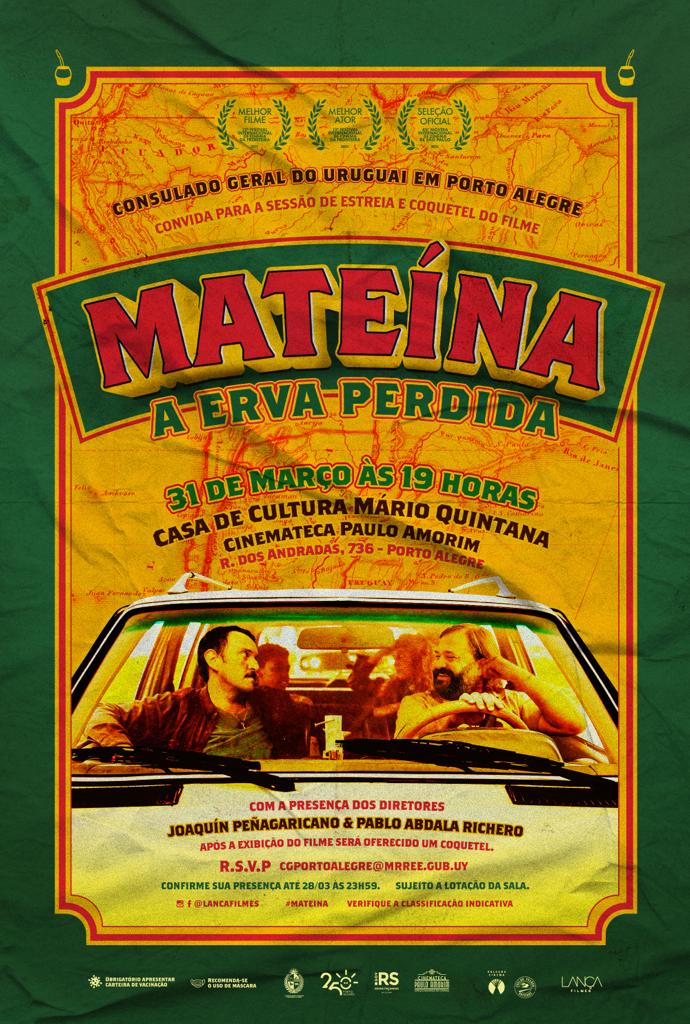 MELHOR
FILME
MELHOR
ATOR
SELEÇÃO
OFICIAL
CONSULADO GERAL DO URUGUAI EM PORTO ALEGRE
CONVIDA PARA A SESSÃO DE ESTREIA E COQUETEL DO FILME
MATEÍNA
A ERVA PERDIDA
31 DE MARÇO ÀS 19 HORAS
CASA DE CULTURA MÁRIO QUINTANA
CINEMATECA PAULO AMORIM
R. DOS ANDRADAS, 736 - PORTO ALEGRE
URUGUAY
COM A PRESENÇA DOS DIRETORES
JOAQUÍN PEÑAGARICANO & PABLO ABDALA RICHERO
APÓS A EXIBIÇÃO DO FILME SERÁ OFERECIDO UM COQUETEL.
R.S.V.P CGPORTOALEGRE@MRREE.GUB.UY
CONFIRME SUA PRESENÇA ATÉ 28/03 ÀS 23H59. SUJEITO A LOTAÇÃO DA SALA.
@LANCAFILMES #MATEINA VERIFIQUE A CLASSIFICAÇÃO INDICATIVA
OBRIGATÓRIO APRESENTAR
CARTEIRA DE VACINAÇÃO
RECOMENDA-SE
O USO DE MÁSCARA
RS
CINEMATECA
PAULO AMORIM
LANÇA
FILMES